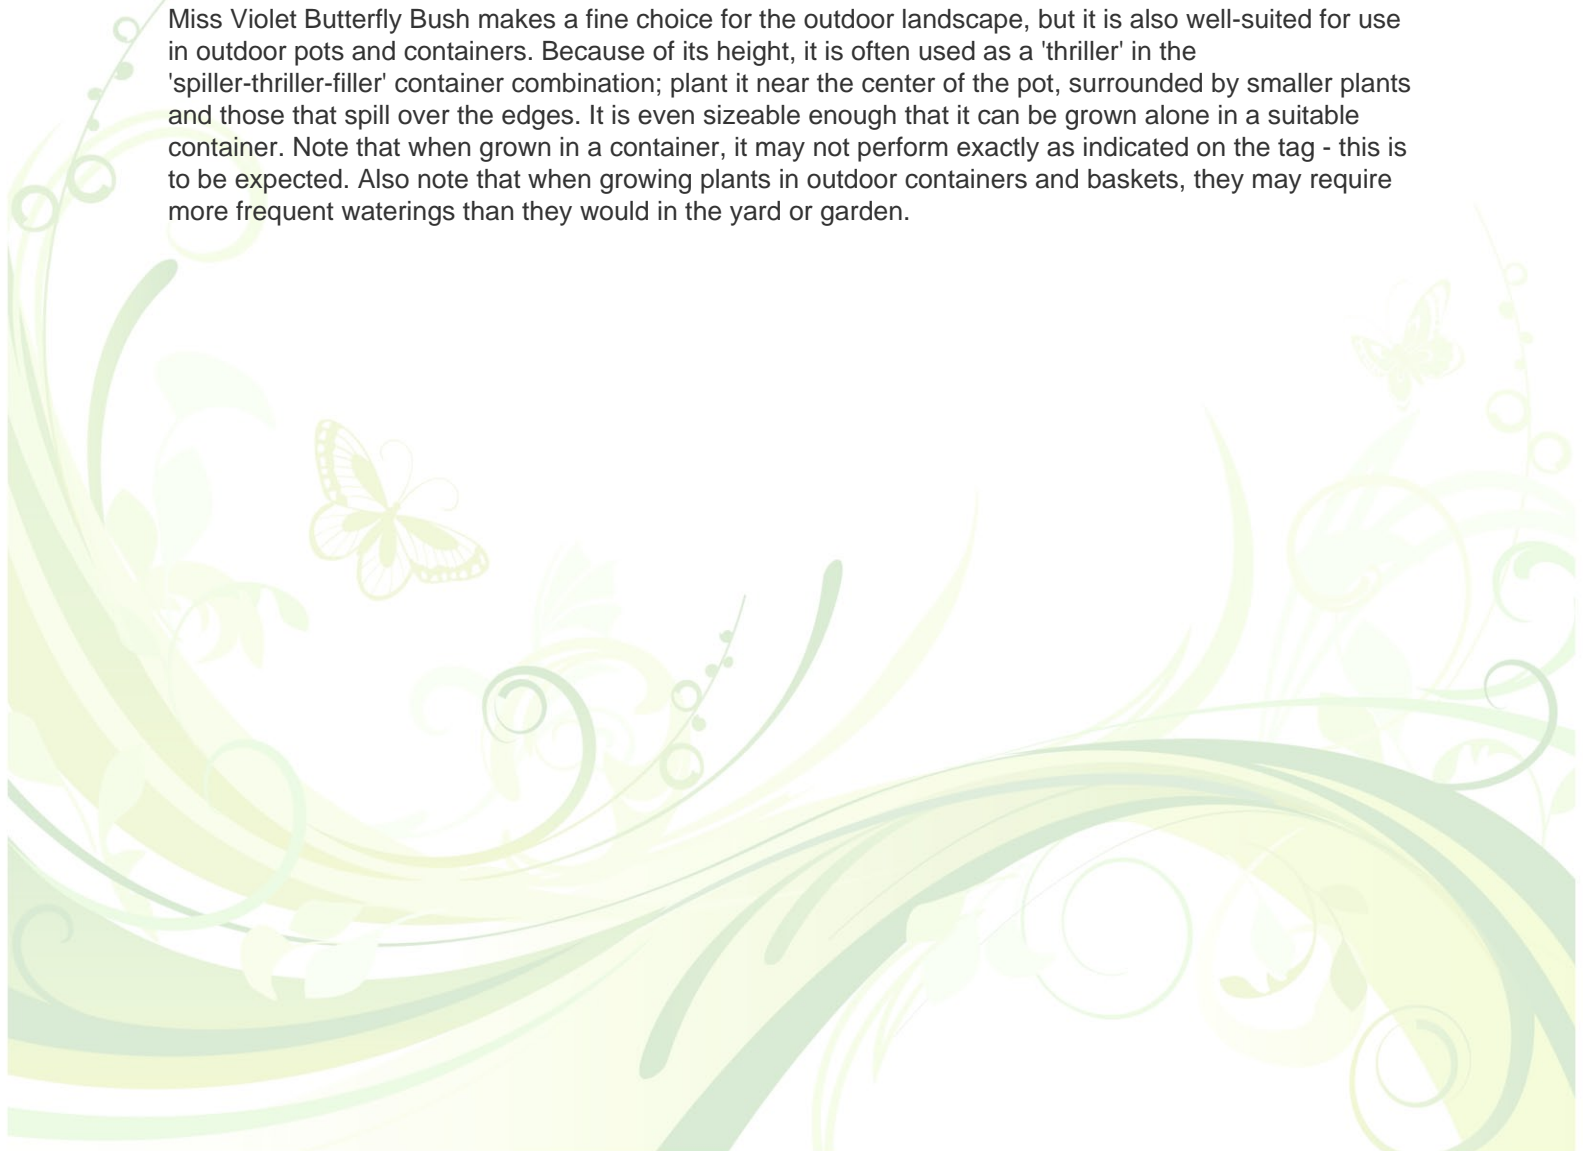 Miss Violet Butterfly Bush makes a fine choice for the outdoor landscape, but it is also well-suited for use
in outdoor pots and containers. Because of its height, it is often used as a 'thriller' in the
'spiller-thriller-filler' container combination; plant it near the center of the pot, surrounded by smaller plants
and those that spill over the edges. It is even sizeable enough that it can be grown alone in a suitable
container. Note that when grown in a container, it may not perform exactly as indicated on the tag - this is
to be expected. Also note that when growing plants in outdoor containers and baskets, they may require
more frequent waterings than they would in the yard or garden.